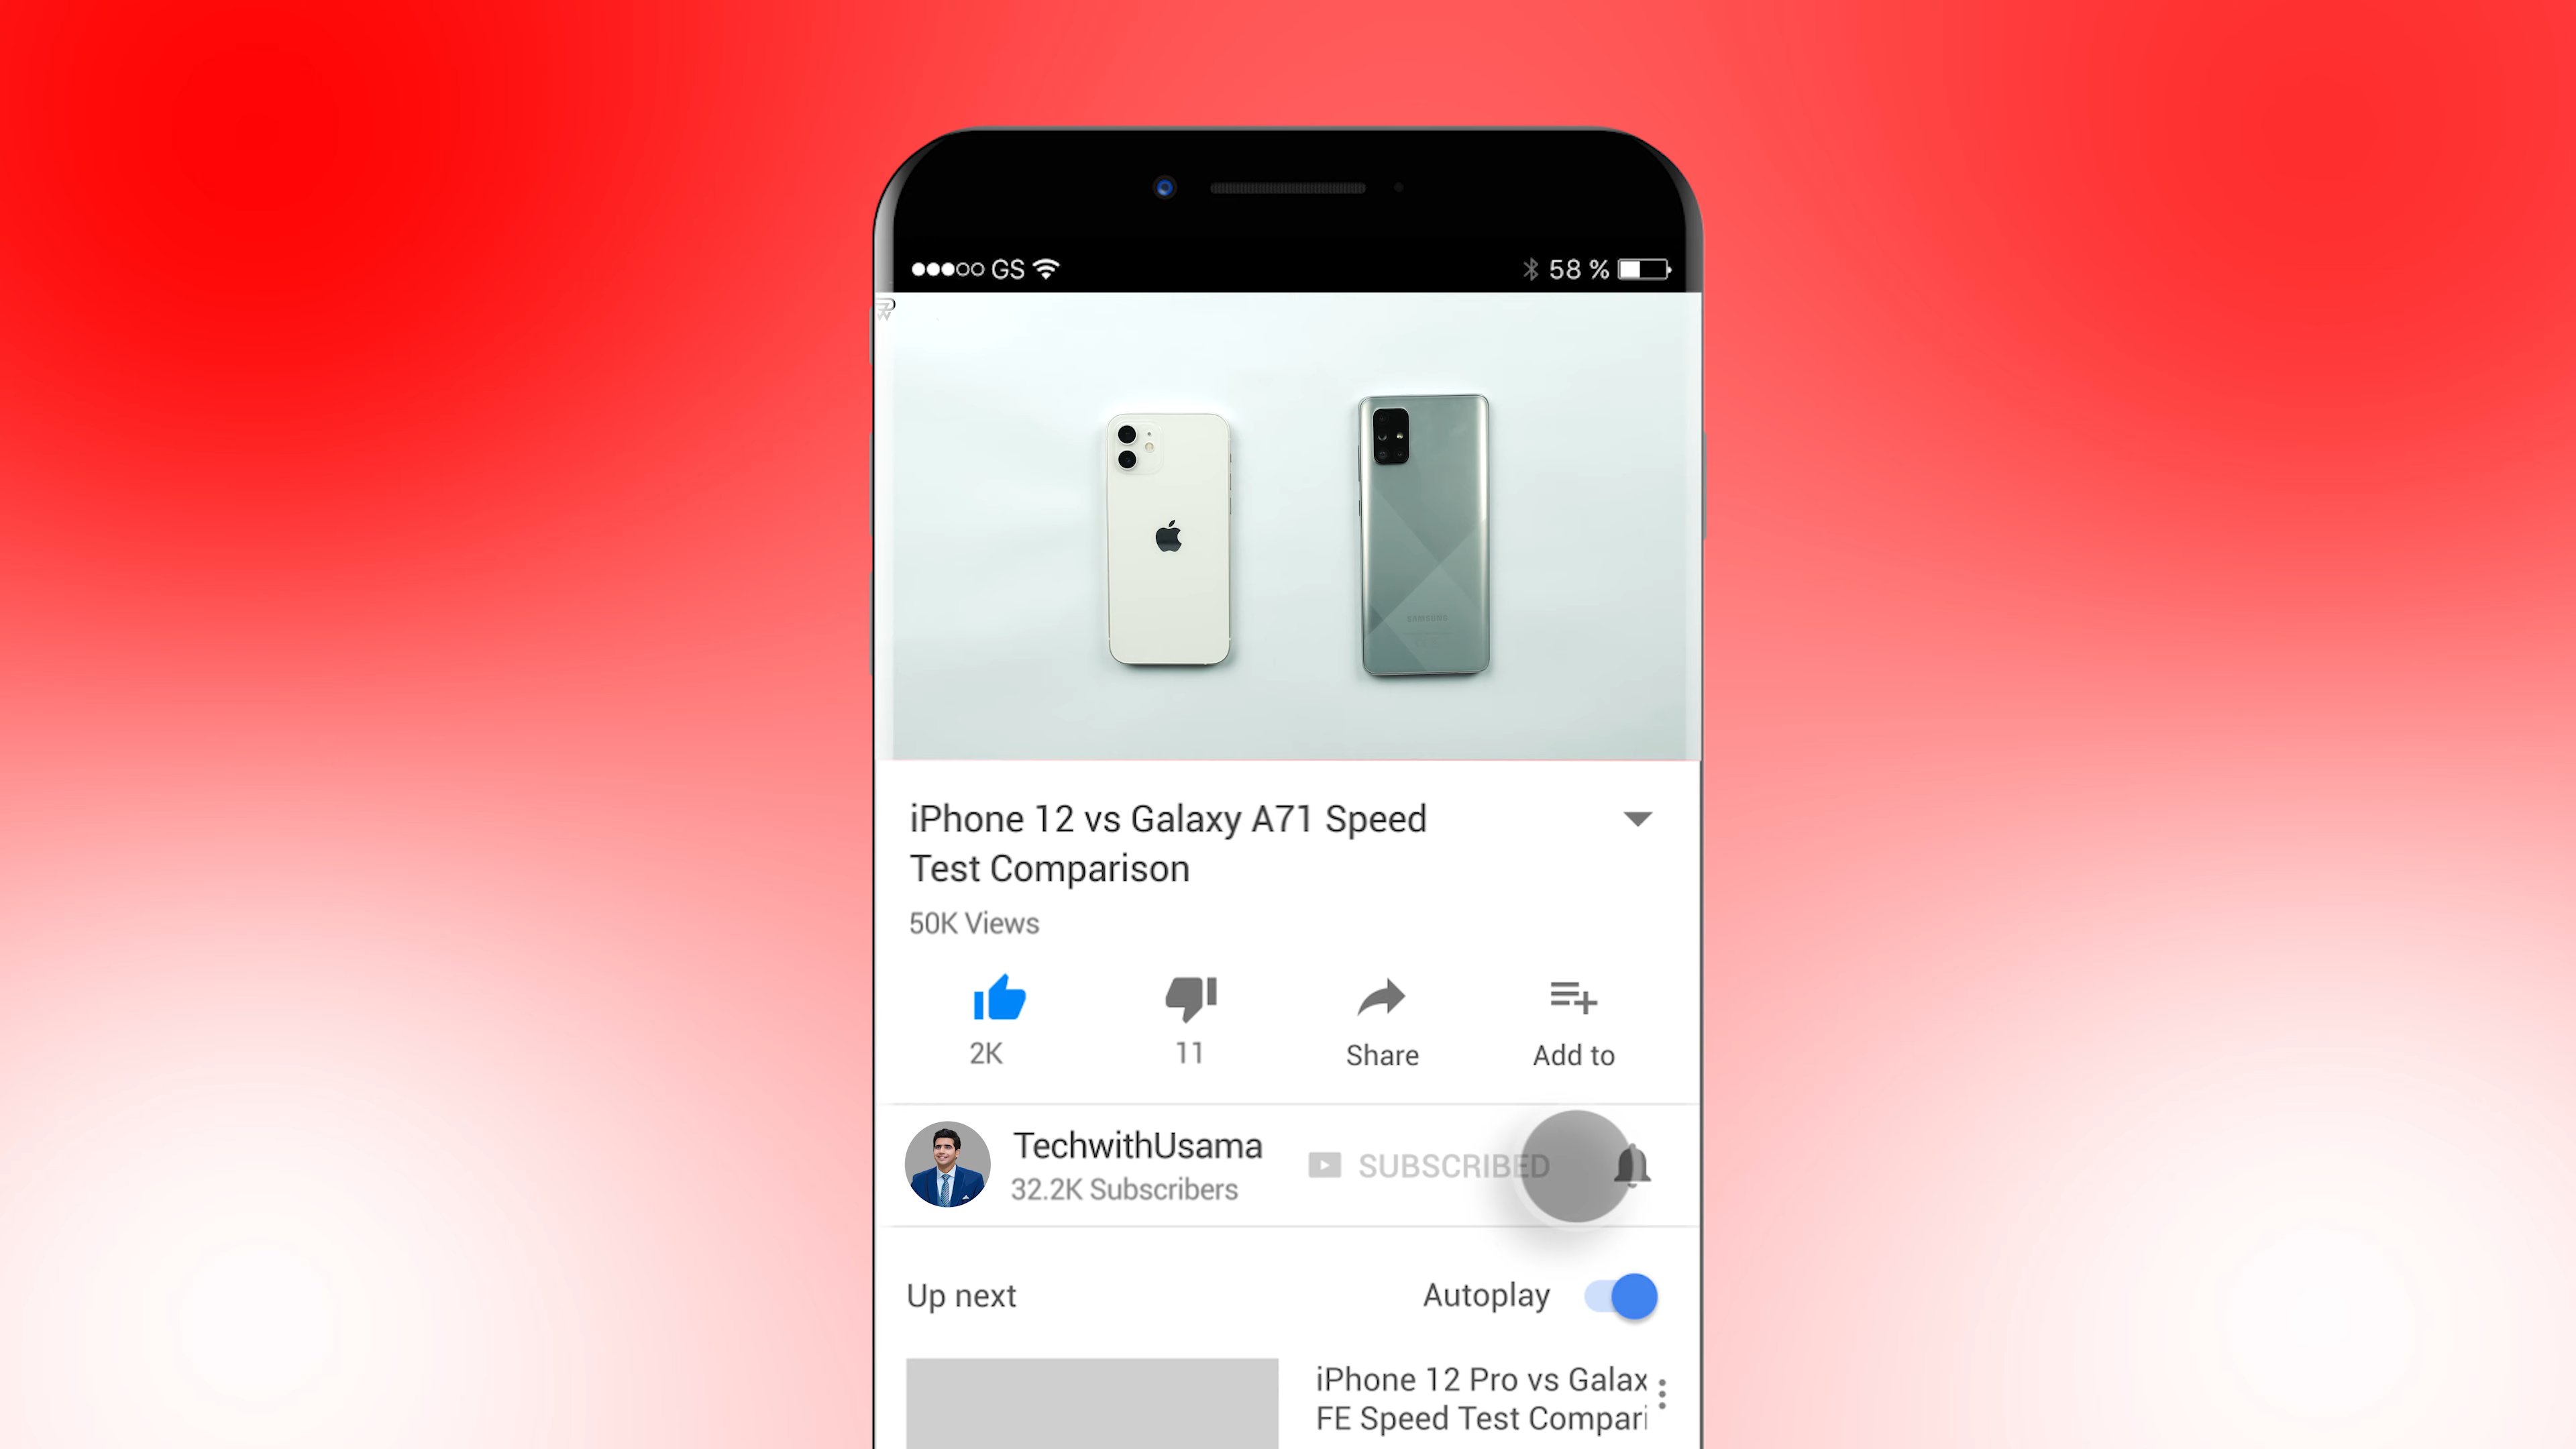 GS 58 %
SAMSUNG
iPhone 12 vs Galaxy A71 Speed
Test Comparison
50K Views
2K 11 Share Add to
TechwithUsama
32.2K Subscribers
SUBSCRIBED
Up next Autoplay
iPhone 12 Pro vs Galax
FE Speed Test Compari